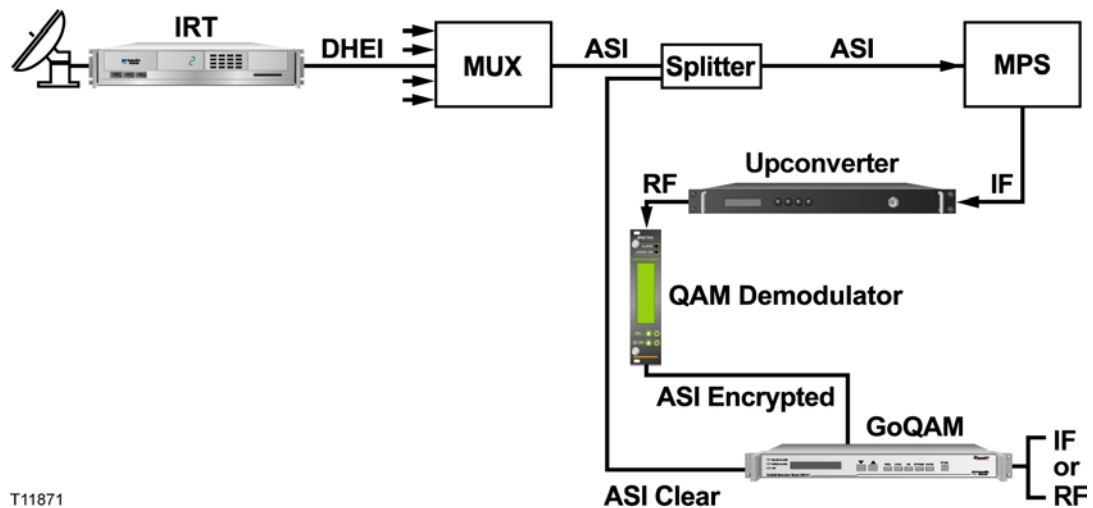 IRT
DHEI
MUX
ASI
Splitter
ASI
MPS
2
Upconverter
RF
IF
QAM Demodulator
ASI Encrypted
GoQAM
IF
or
RF
ASI Clear
T11871